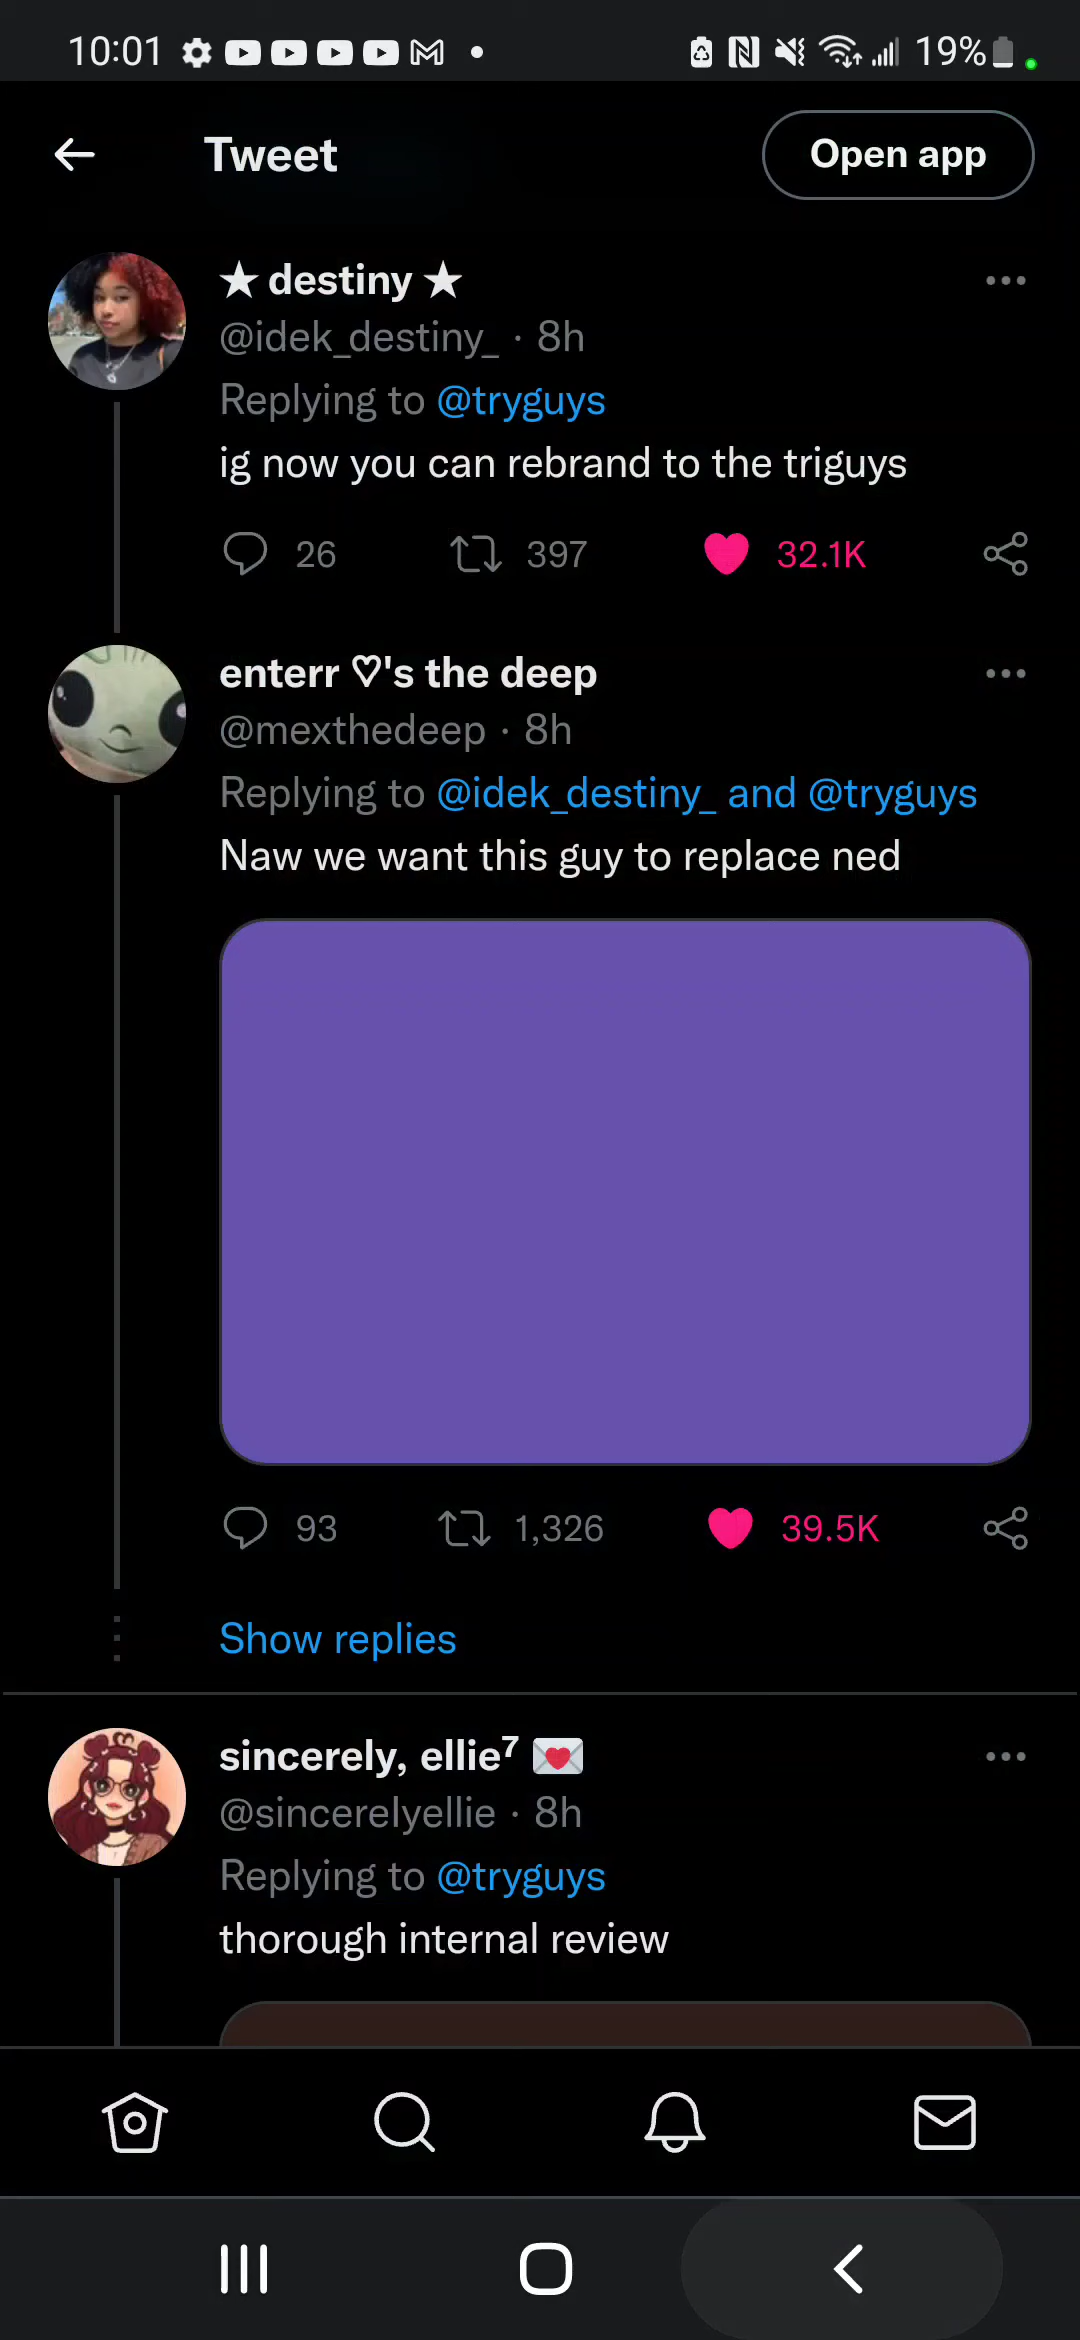 10:01 19%
Tweet
Open app
★ destiny ★
@idek_destiny_ · 8h
Replying to @tryguys
ig now you can rebrand to the triguys
26 397 32.1K
enterr ♡'s the deep
@mexthedeep · 8h
Replying to @idek_destiny_ and @tryguys
Naw we want this guy to replace ned
93 1,326 39.5K
Show replies
sincerely, ellie⁷ 💌
@sincerelyellie · 8h
Replying to @tryguys
thorough internal review